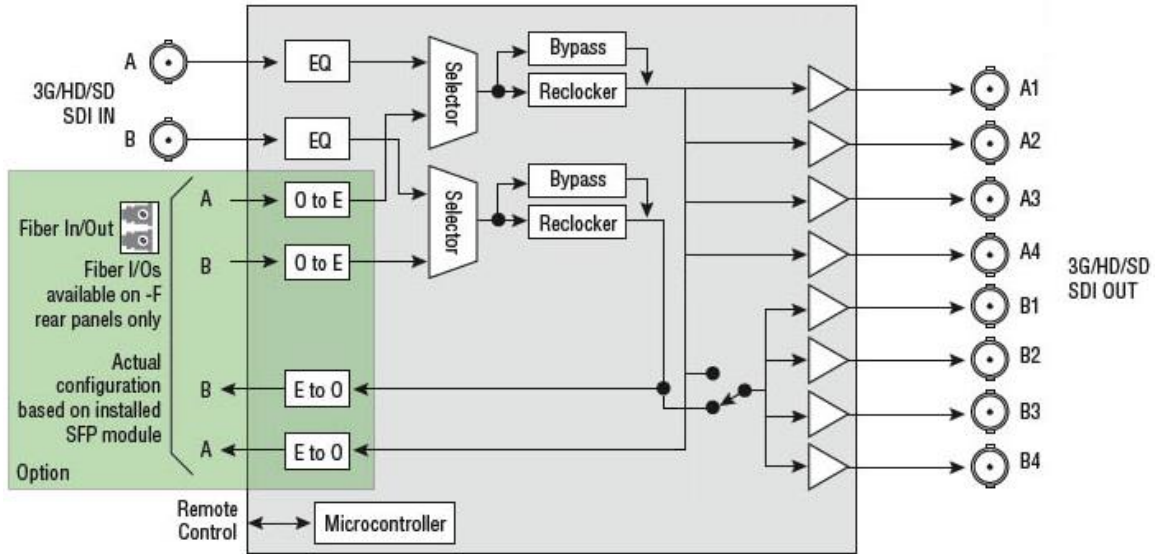 A
3G/HD/SD
SDI IN
B
EQ
EQ
Selector
Selector
Bypass
Reclocker
Bypass
Reclocker
A1
A2
A3
A4
B1
B2
B3
B4
3G/HD/SD
SDI OUT
Fiber In/Out
Fiber I/Os
available on -F
rear panels only
Actual
configuration
based on installed
SFP module
Option
A
O to E
B
O to E
B
E to O
A
E to O
Remote
Control
Microcontroller